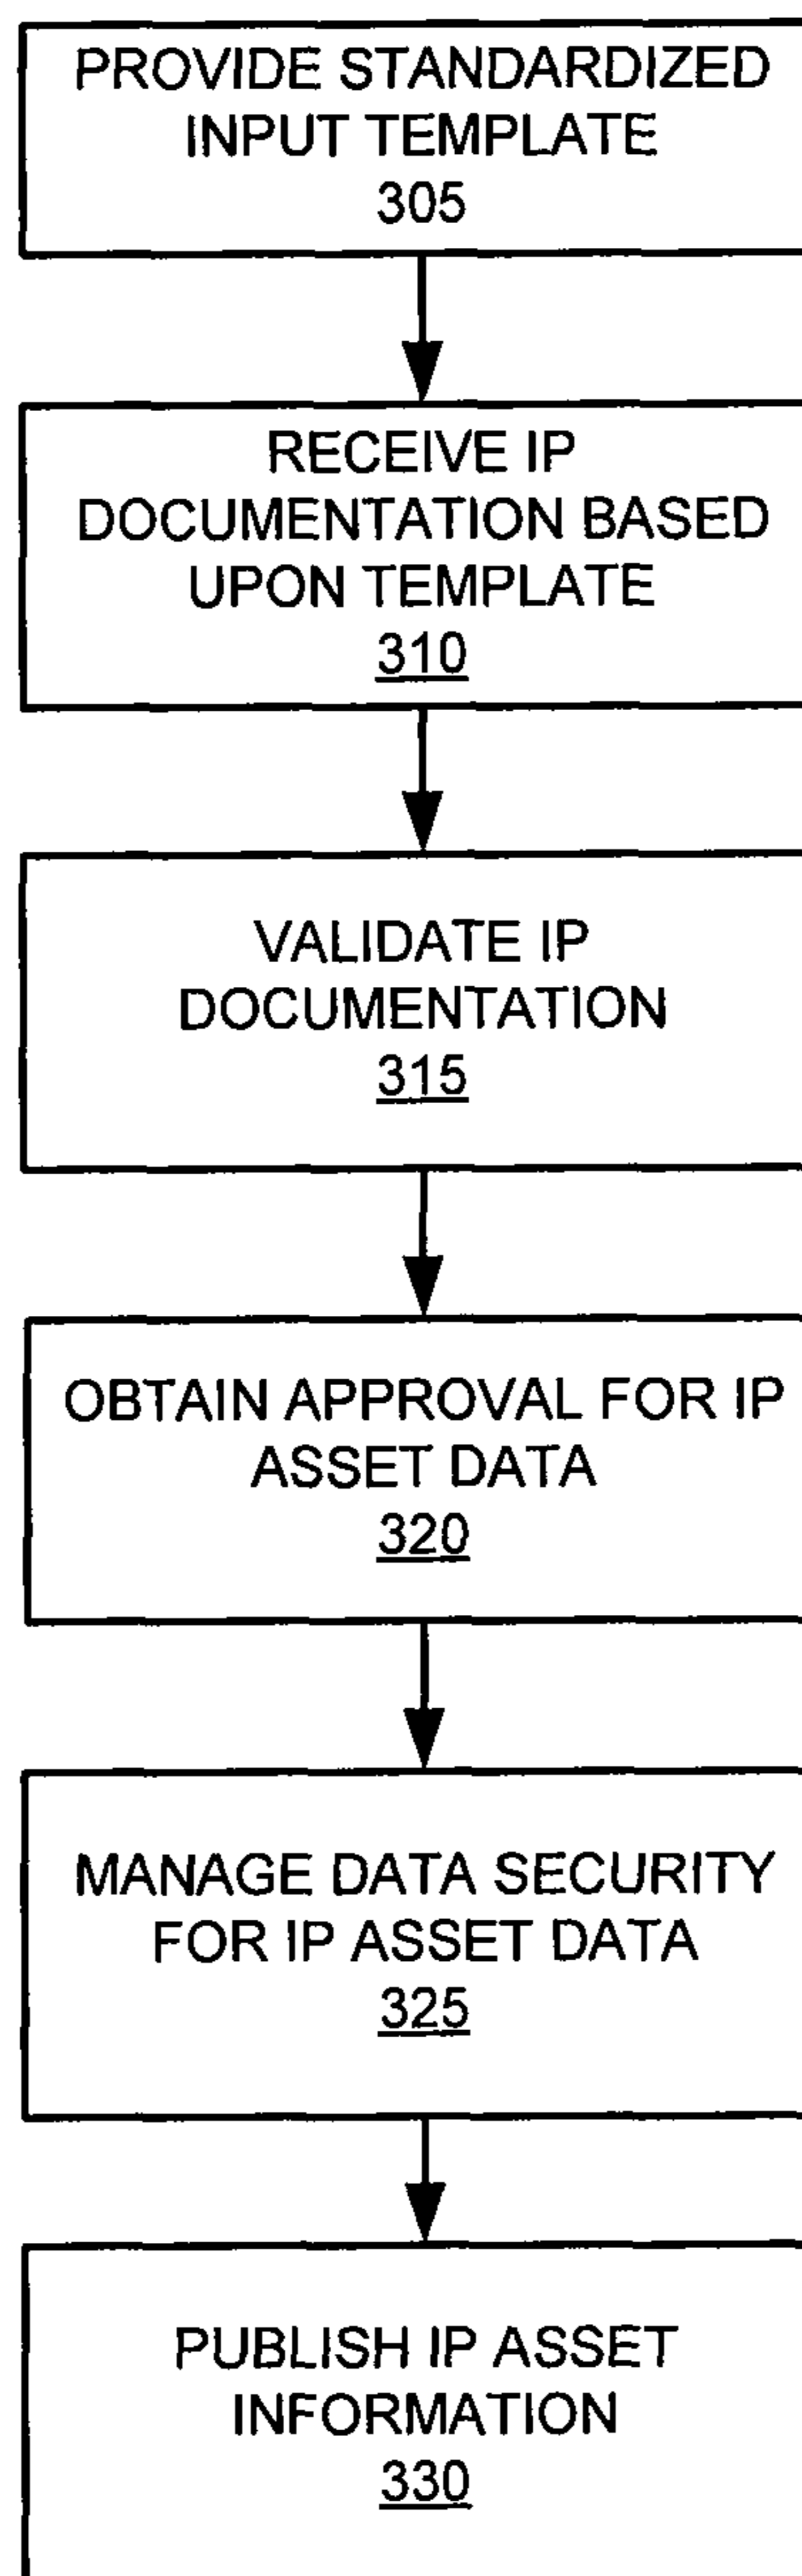 PROVIDE STANDARDIZED
INPUT TEMPLATE
305
RECEIVE IP
DOCUMENTATION BASED
UPON TEMPLATE
310
VALIDATE IP
DOCUMENTATION
315
OBTAIN APPROVAL FOR IP
ASSET DATA
320
MANAGE DATA SECURITY
FOR IP ASSET DATA
325
PUBLISH IP ASSET
INFORMATION
330